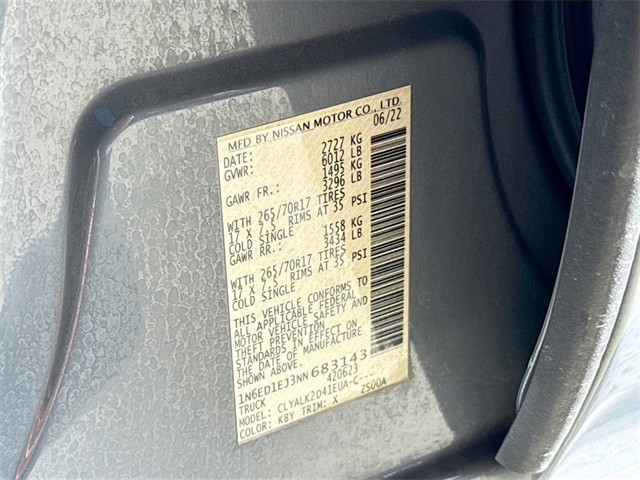 MFD BY NISSAN MOTOR CO., LTD.
DATE: 06/22
GVWR: 2727 KG
6012 LB
GAWR FR.: 1495 KG
3296 LB
WITH 265/70R17 TIRES
17 X 7.5 RIMS AT 35 PSI
COLD SINGLE
GAWR RR.: 1558 KG
3434 LB
WITH 265/70R17 TIRES
17 X 7.5 RIMS AT 35 PSI
COLD SINGLE
THIS VEHICLE CONFORMS TO
ALL APPLICABLE FEDERAL
MOTOR VEHICLE SAFETY AND
THEFT PREVENTION
STANDARDS IN EFFECT ON
THE DATE OF MANUFACTURE
SHOWN ABOVE.
1N6ED1EJ3NN683143
TRUCK 420623
MODEL: CLYALK2D41EUA-C---
COLOR: KBY TRIM: X 2S00A